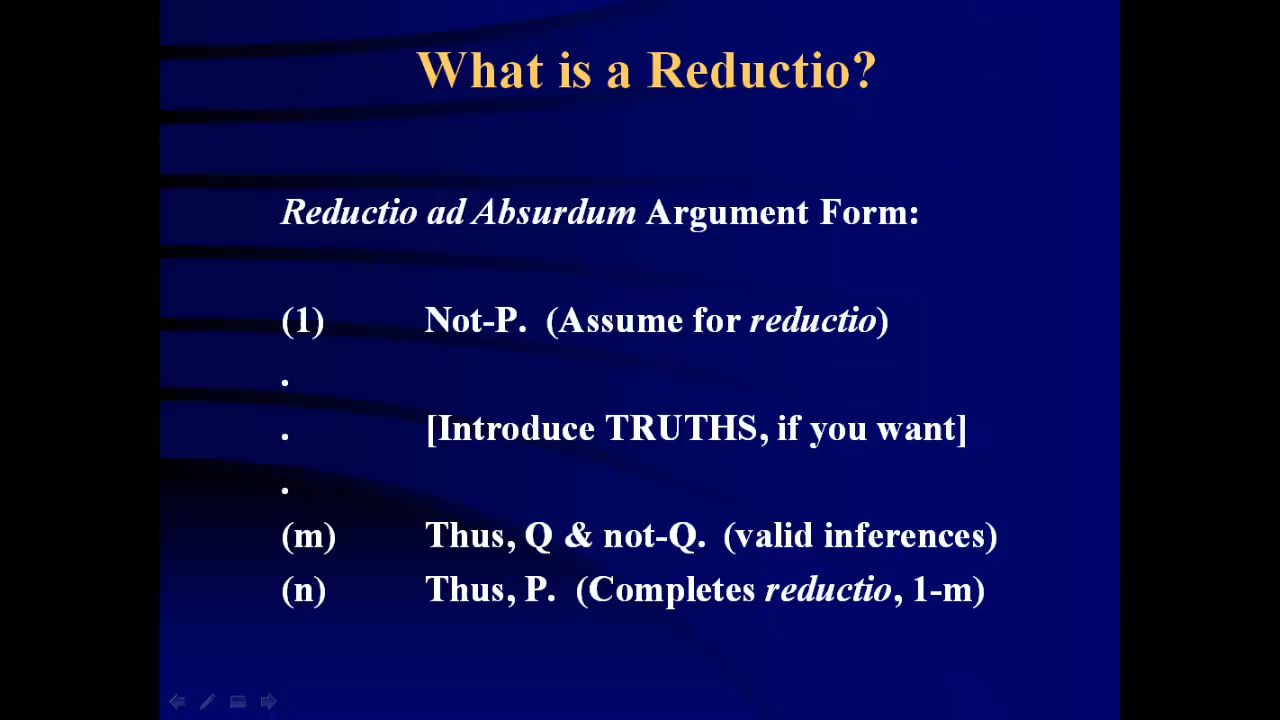 What is a Reductio?
Reductio ad Absurdum Argument Form:
(1) Not-P. (Assume for reductio)
.
. [Introduce TRUTHS, if you want]
.
(m) Thus, Q & not-Q. (valid inferences)
(n) Thus, P. (Completes reductio, 1-m)